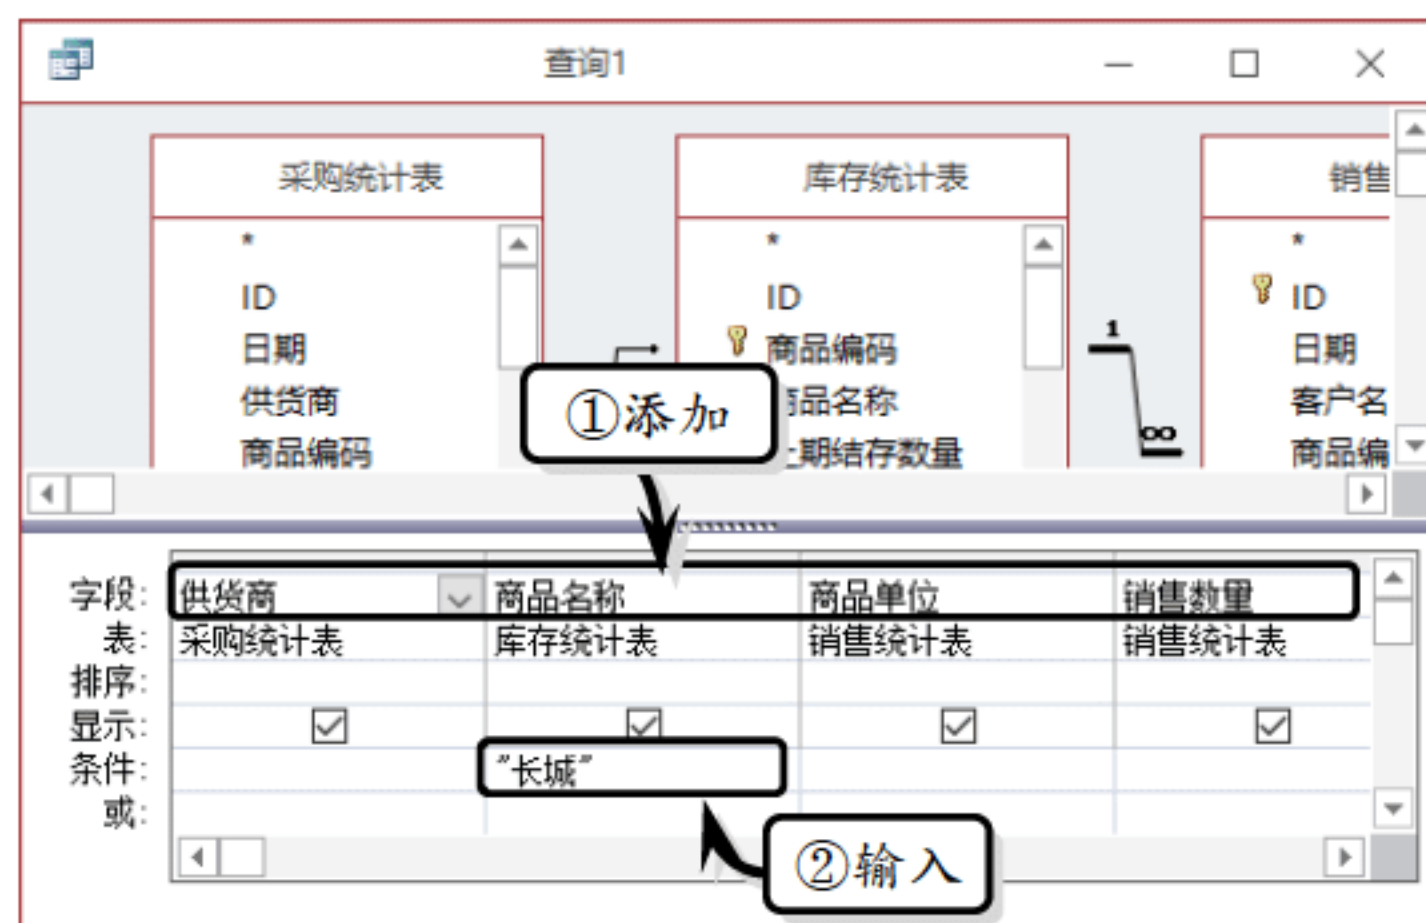 查询1
采购统计表
*
ID
日期
供货商
商品编码
库存统计表
*
ID
商品编码
商品名称
上期结存数量
1
∞
销售
*
ID
日期
客户名
商品编
①添加
字段: 供货商 商品名称 商品单位 销售数量
表: 采购统计表 库存统计表 销售统计表 销售统计表
排序:
显示:
条件: "长城"
或:
②输入